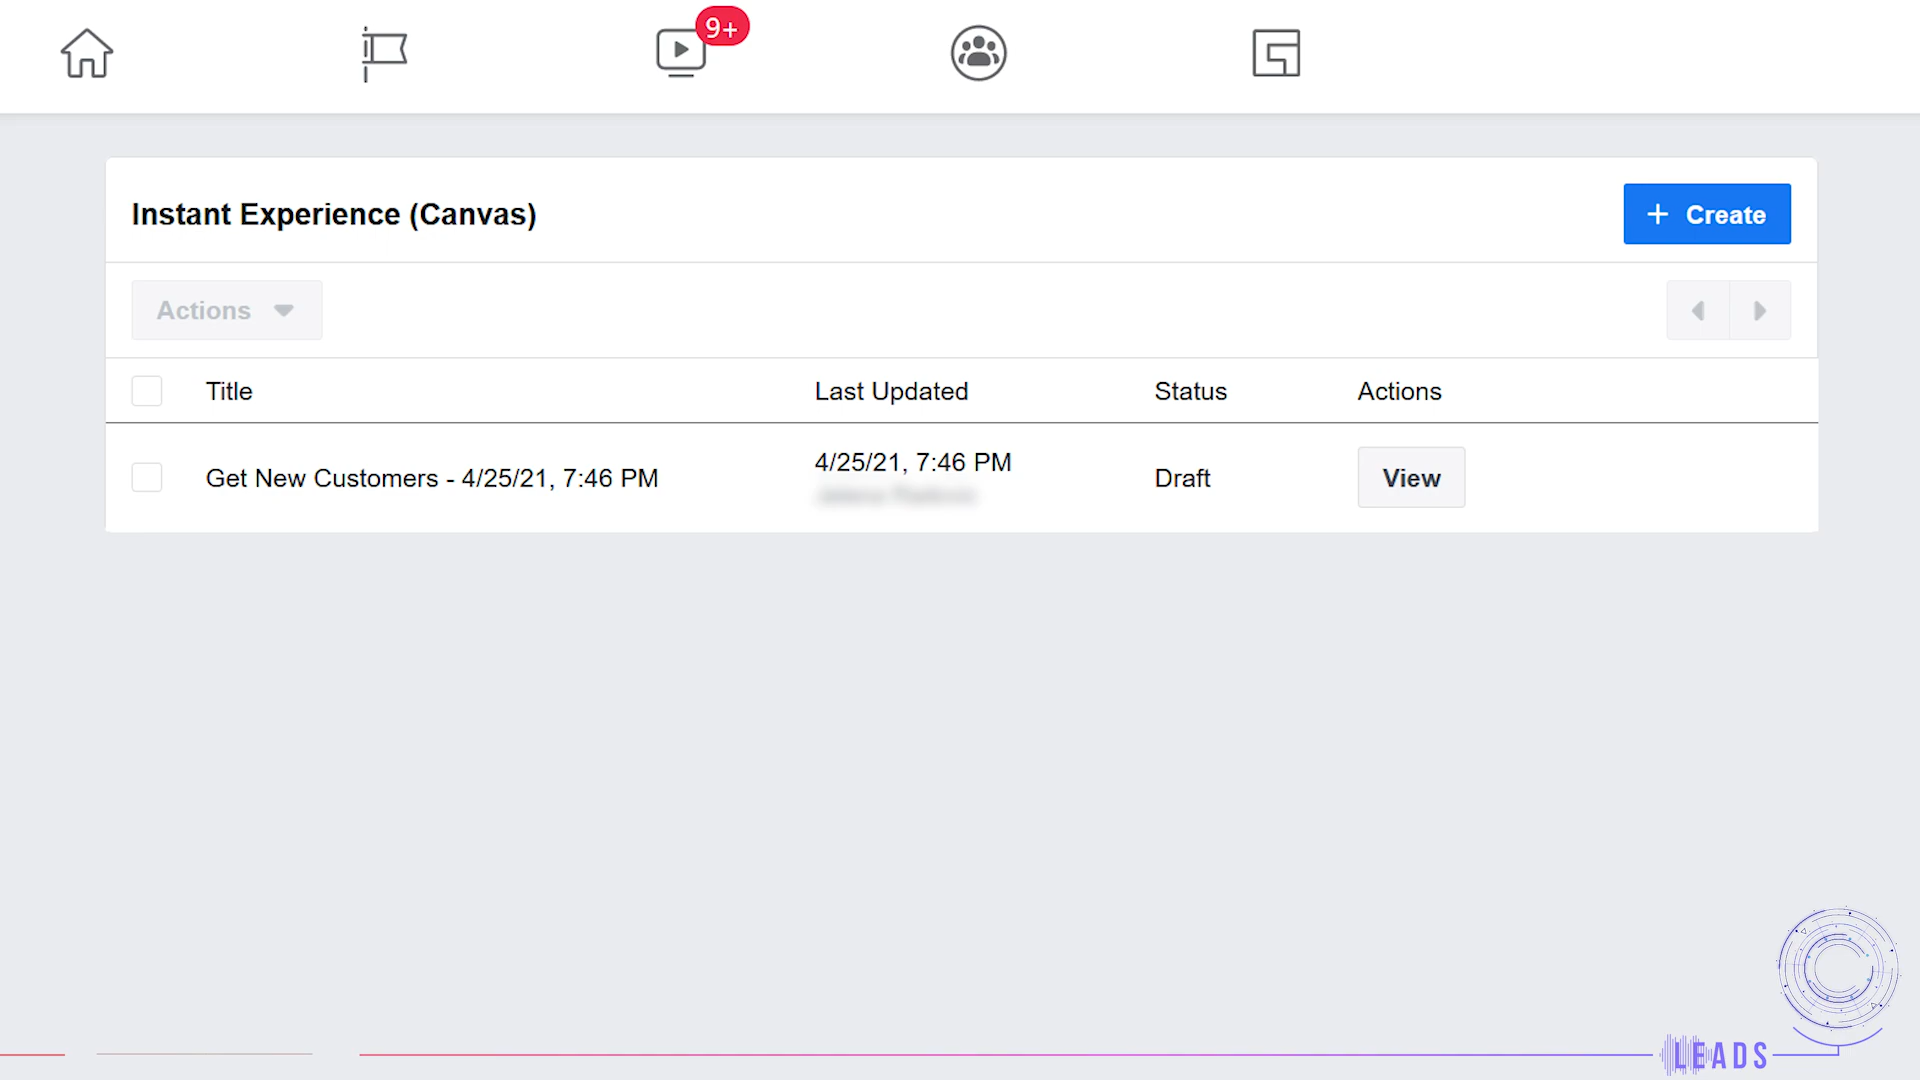 9+
Instant Experience (Canvas)
+ Create
Actions
Title Last Updated Status Actions
Get New Customers - 4/25/21, 7:46 PM 4/25/21, 7:46 PM Draft View
LEADS